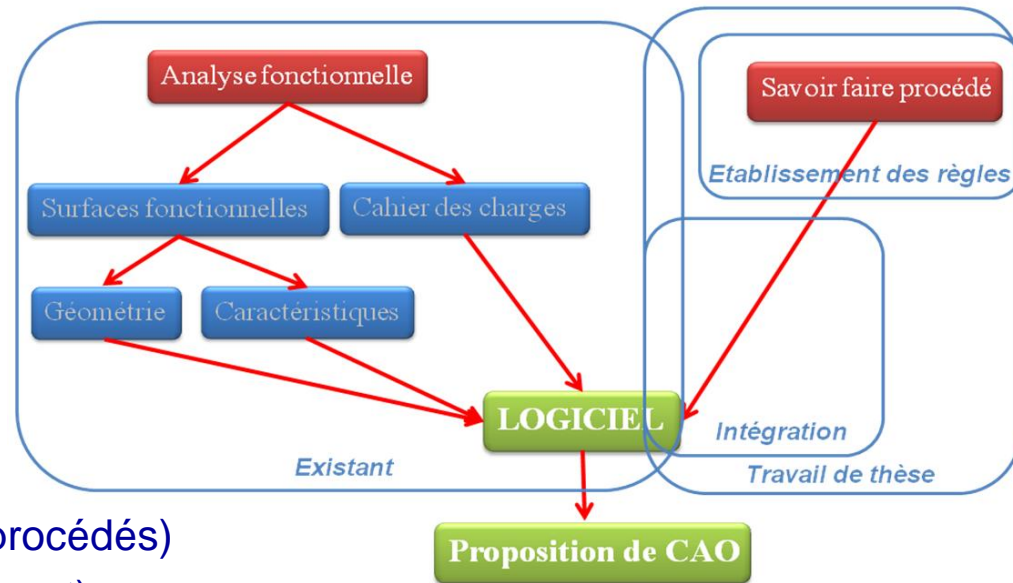 Analyse fonctionnelle
Savoir faire procédé
Etablissement des règles
Surfaces fonctionnelles
Cahier des charges
Géométrie
Caractéristiques
LOGICIEL
Intégration
Existant
Travail de thèse
procédés)
Proposition de CAO